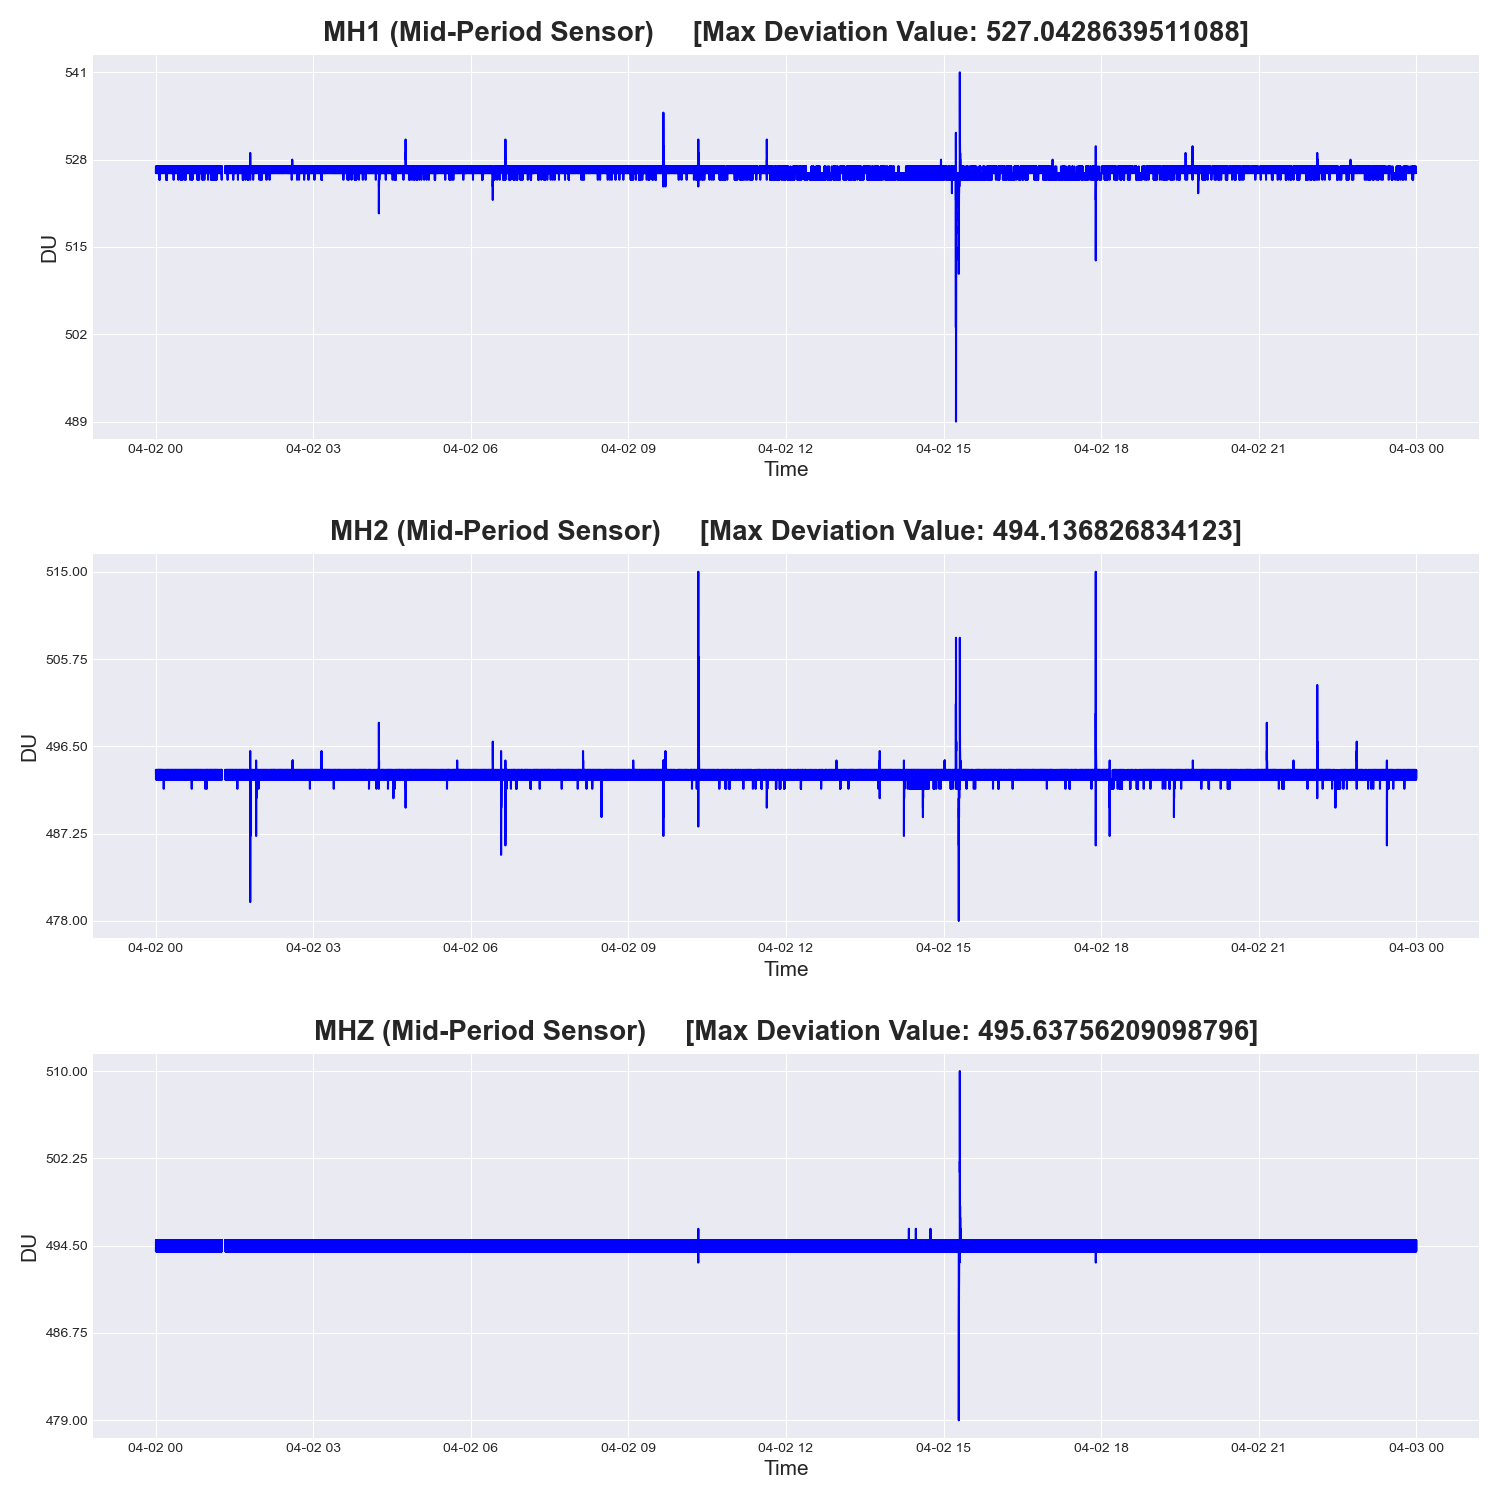 MH1 (Mid-Period Sensor) [Max Deviation Value: 527.0428639511088]
541
528
515
502
489
DU
04-02 00 04-02 03 04-02 06 04-02 09 04-02 12 04-02 15 04-02 18 04-02 21 04-03 00
Time
MH2 (Mid-Period Sensor) [Max Deviation Value: 494.136826834123]
515.00
505.75
496.50
487.25
478.00
DU
04-02 00 04-02 03 04-02 06 04-02 09 04-02 12 04-02 15 04-02 18 04-02 21 04-03 00
Time
MHZ (Mid-Period Sensor) [Max Deviation Value: 495.63756209098796]
510.00
502.25
494.50
486.75
479.00
DU
04-02 00 04-02 03 04-02 06 04-02 09 04-02 12 04-02 15 04-02 18 04-02 21 04-03 00
Time